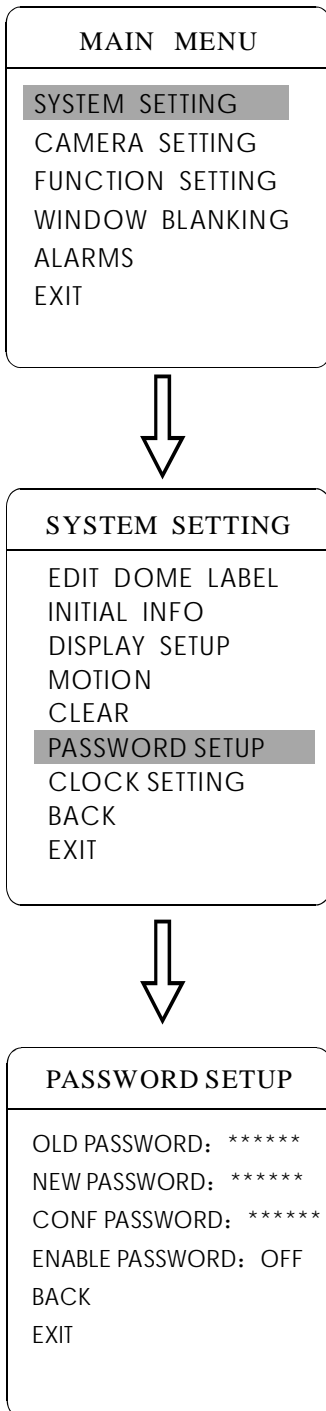 MAIN MENU
SYSTEM SETTING
CAMERA SETTING
FUNCTION SETTING
WINDOW BLANKING
ALARMS
EXIT
SYSTEM SETTING
EDIT DOME LABEL
INITIAL INFO
DISPLAY SETUP
MOTION
CLEAR
PASSWORD SETUP
CLOCK SETTING
BACK
EXIT
PASSWORD SETUP
OLD PASSWORD: ******
NEW PASSWORD: ******
CONF PASSWORD: ******
ENABLE PASSWORD: OFF
BACK
EXIT